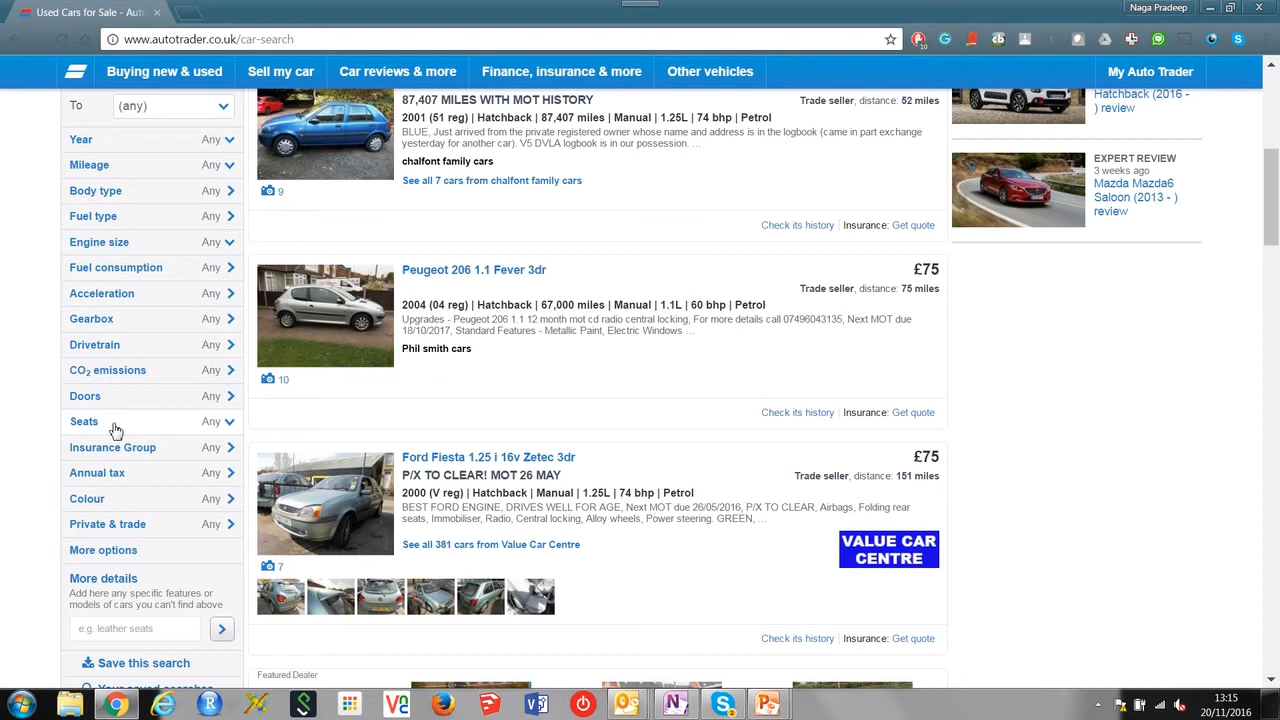 Used Cars for Sale - Auto
Naga Pradeep
www.autotrader.co.uk/car-search
10
Buying new & used
Sell my car
Car reviews & more
Finance, insurance & more
Other vehicles
My Auto Trader
To
(any)
Year Any
Mileage Any
Body type Any
Fuel type Any
Engine size Any
Fuel consumption Any
Acceleration Any
Gearbox Any
Drivetrain Any
CO2 emissions Any
Doors Any
Seats Any
Insurance Group Any
Annual tax Any
Colour Any
Private & trade Any
More options
More details
Add here any specific features or
models of cars you can't find above
e.g. leather seats
Save this search
Your saved searches
87,407 MILES WITH MOT HISTORY
Trade seller, distance: 52 miles
2001 (51 reg) | Hatchback | 87,407 miles | Manual | 1.25L | 74 bhp | Petrol
BLUE, Just arrived from the private registered owner whose name and address is in the logbook (came in part exchange
yesterday for another car). V5 DVLA logbook is in our possession. ...
chalfont family cars
See all 7 cars from chalfont family cars
9
Check its history Insurance: Get quote
Peugeot 206 1.1 Fever 3dr
£75
Trade seller, distance: 75 miles
2004 (04 reg) | Hatchback | 67,000 miles | Manual | 1.1L | 60 bhp | Petrol
Upgrades - Peugeot 206 1.1 12 month mot cd radio central locking, For more details call 07496043135, Next MOT due
18/10/2017, Standard Features - Metallic Paint, Electric Windows ...
Phil smith cars
10
Check its history Insurance: Get quote
Ford Fiesta 1.25 i 16v Zetec 3dr
£75
P/X TO CLEAR! MOT 26 MAY
Trade seller, distance: 151 miles
2000 (V reg) | Hatchback | Manual | 1.25L | 74 bhp | Petrol
BEST FORD ENGINE, DRIVES WELL FOR AGE, Next MOT due 26/05/2016, P/X TO CLEAR, Airbags, Folding rear
seats, Immobiliser, Radio, Central locking, Alloy wheels, Power steering. GREEN, ...
See all 381 cars from Value Car Centre
VALUE CAR
CENTRE
7
Check its history Insurance: Get quote
Featured Dealer
Hatchback (2016 -
) review
EXPERT REVIEW
3 weeks ago
Mazda Mazda6
Saloon (2013 - )
review
13:15
20/11/2016